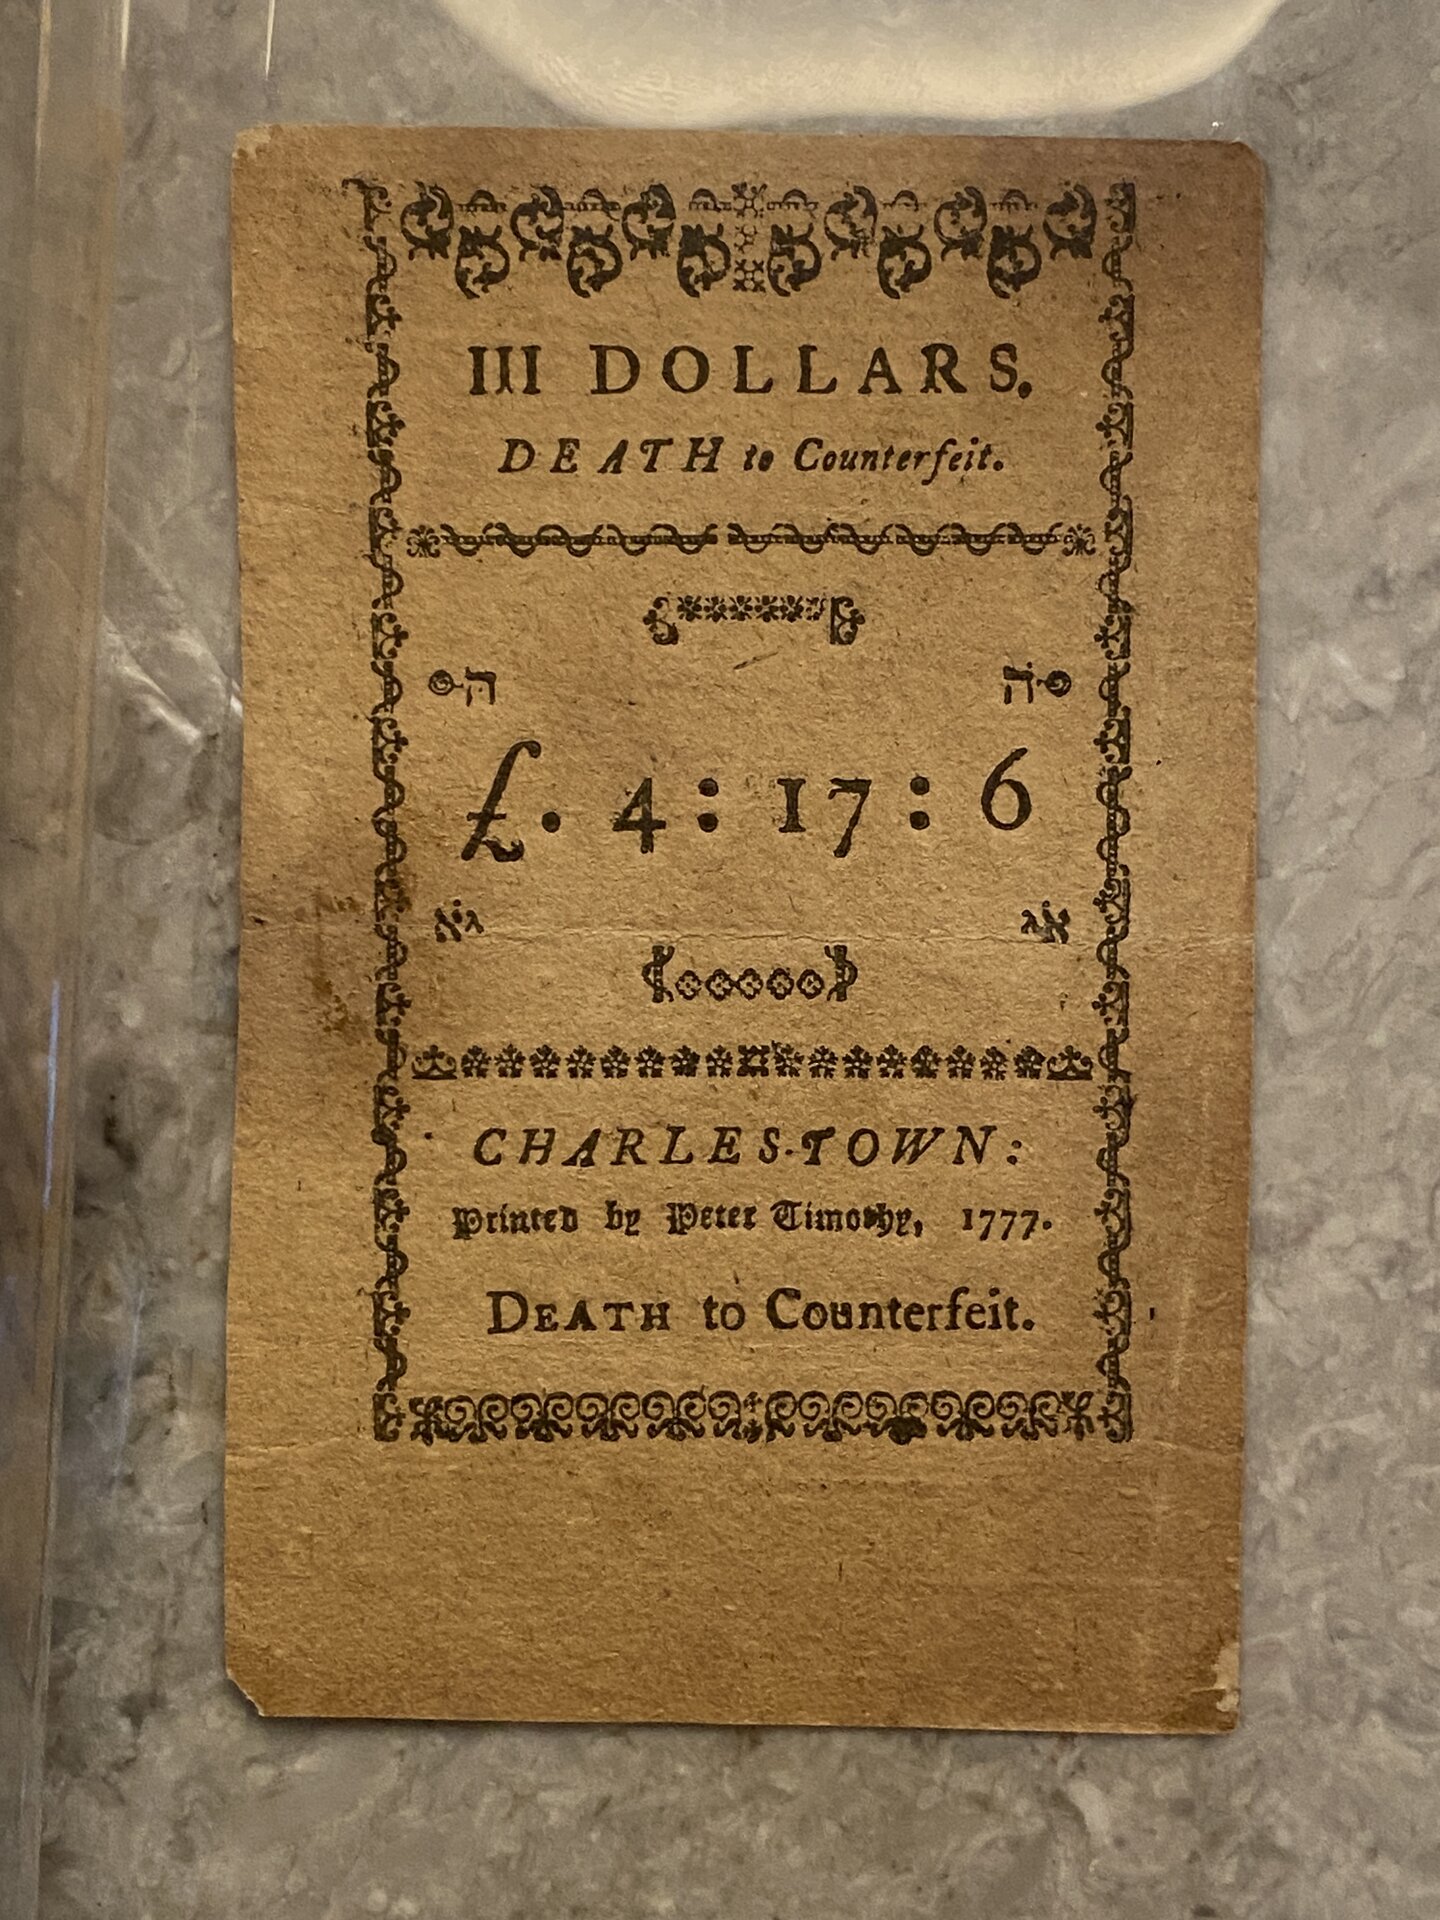 III DOLLARS.
DEATH to Counterfeit.
ה ה
£. 4 : 17 : 6
גא אג
CHARLES-TOWN:
Printed by Peter Timothy, 1777.
DEATH to Counterfeit.